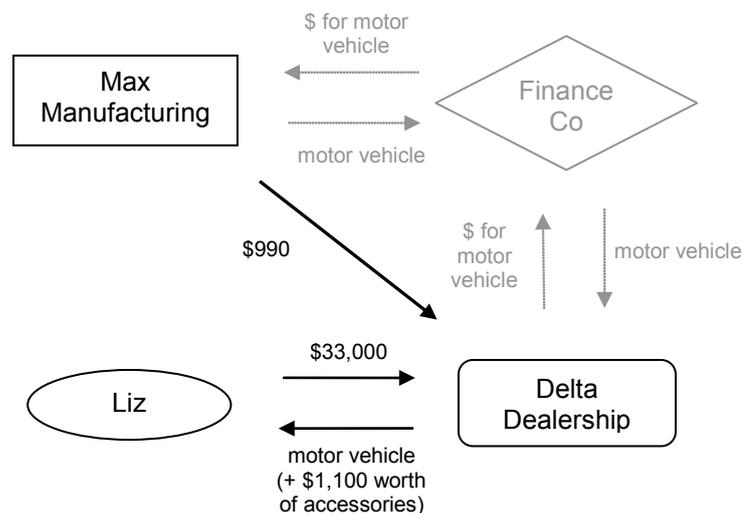 $ for motor
vehicle
Max
Manufacturing
Finance
Co
motor vehicle
$990
$ for
motor
vehicle
motor vehicle
$33,000
Liz
Delta
Dealership
motor vehicle
(+ $1,100 worth
of accessories)